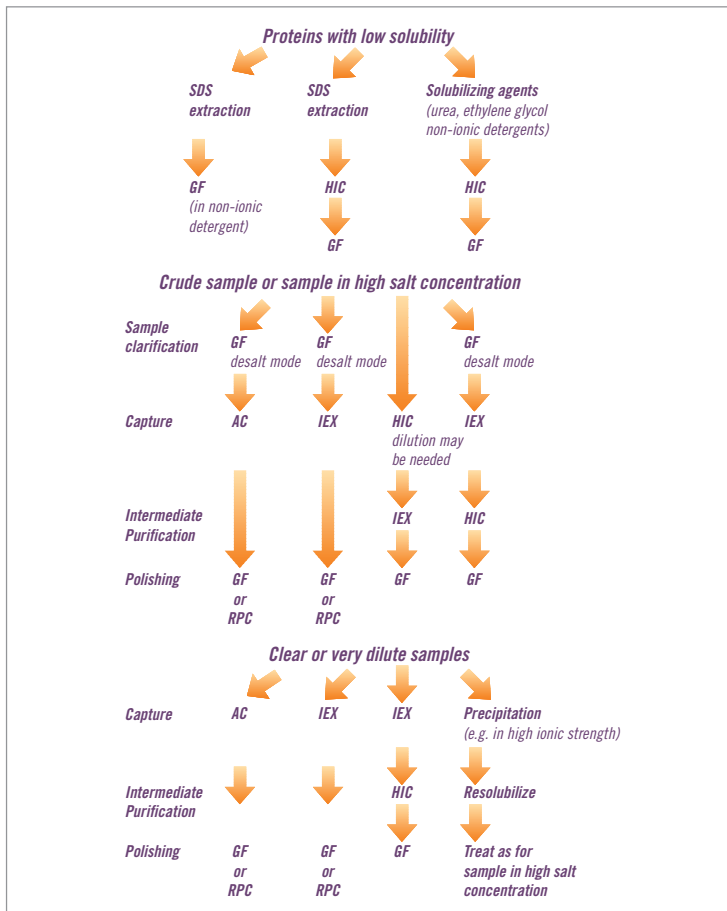 Proteins with low solubility
SDS SDS Solubilizing agents
extraction extraction (urea, ethylene glycol
non-ionic detergents)
GF HIC HIC
(in non-ionic
detergent)
GF GF
Crude sample or sample in high salt concentration
Sample
clarification GF GF GF
desalt mode desalt mode desalt mode
Capture AC IEX HIC IEX
dilution may
be needed
Intermediate IEX HIC
Purification
Polishing GF GF GF GF
or or
RPC RPC
Clear or very dilute samples
Capture AC IEX IEX Precipitation
(e.g. in high ionic strength)
Intermediate HIC Resolubilize
Purification
Polishing GF GF GF Treat as for
or or sample in high salt
RPC RPC concentration